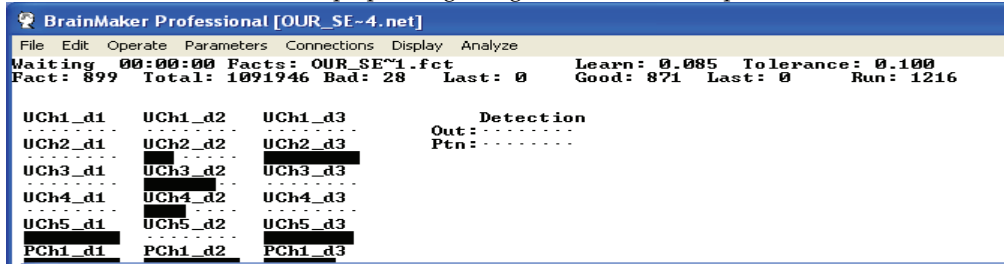 BrainMaker Professional [OUR_SE~4.net]
File Edit Operate Parameters Connections Display Analyze
Waiting 00:00:00 Facts: OUR_SE~1.fct Learn: 0.085 Tolerance: 0.100
Fact: 899 Total: 1091946 Bad: 28 Last: 0 Good: 871 Last: 0 Run: 1216
UCh1_d1 UCh1_d2 UCh1_d3 Detection
Out:
UCh2_d1 UCh2_d2 UCh2_d3 Ptn:
UCh3_d1 UCh3_d2 UCh3_d3
UCh4_d1 UCh4_d2 UCh4_d3
UCh5_d1 UCh5_d2 UCh5_d3
PCh1_d1 PCh1_d2 PCh1_d3